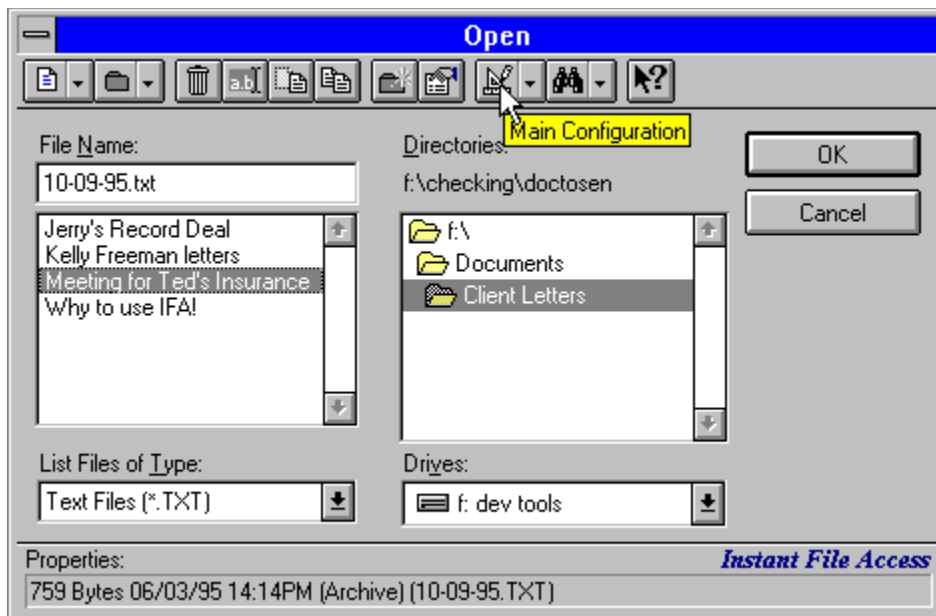 Open
a.b
?
Main Configuration
File Name:
10-09-95.txt
Jerry's Record Deal
Kelly Freeman letters
Meeting for Ted's Insurance
Why to use IFA!
List Files of Type:
Text Files (*.TXT)
Directories:
f:\checking\doctosen
f:\
Documents
Client Letters
Drives:
f: dev tools
OK
Cancel
Properties:
Instant File Access
759 Bytes 06/03/95 14:14PM (Archive) (10-09-95.TXT)